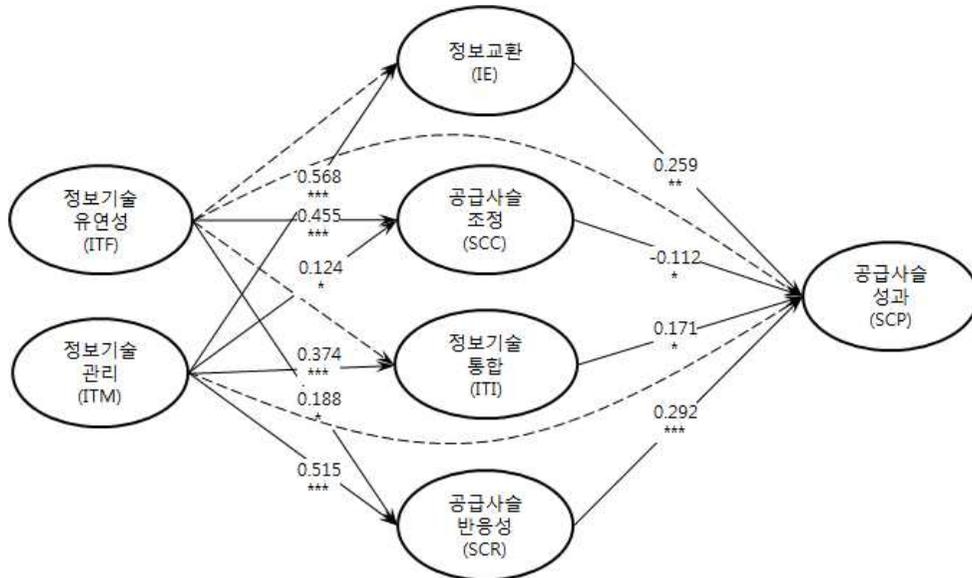 정보교환
(IE)
정보기술
유연성
(ITF)
정보기술
관리
(ITM)
공급사슬
조정
(SCC)
정보기술
통합
(ITI)
공급사슬
반응성
(SCR)
공급사슬
성과
(SCP)
0.568
***
0.455
***
0.124
*
0.374
***
0.188
*
0.515
***
0.259
**
-0.112
*
0.171
*
0.292
***